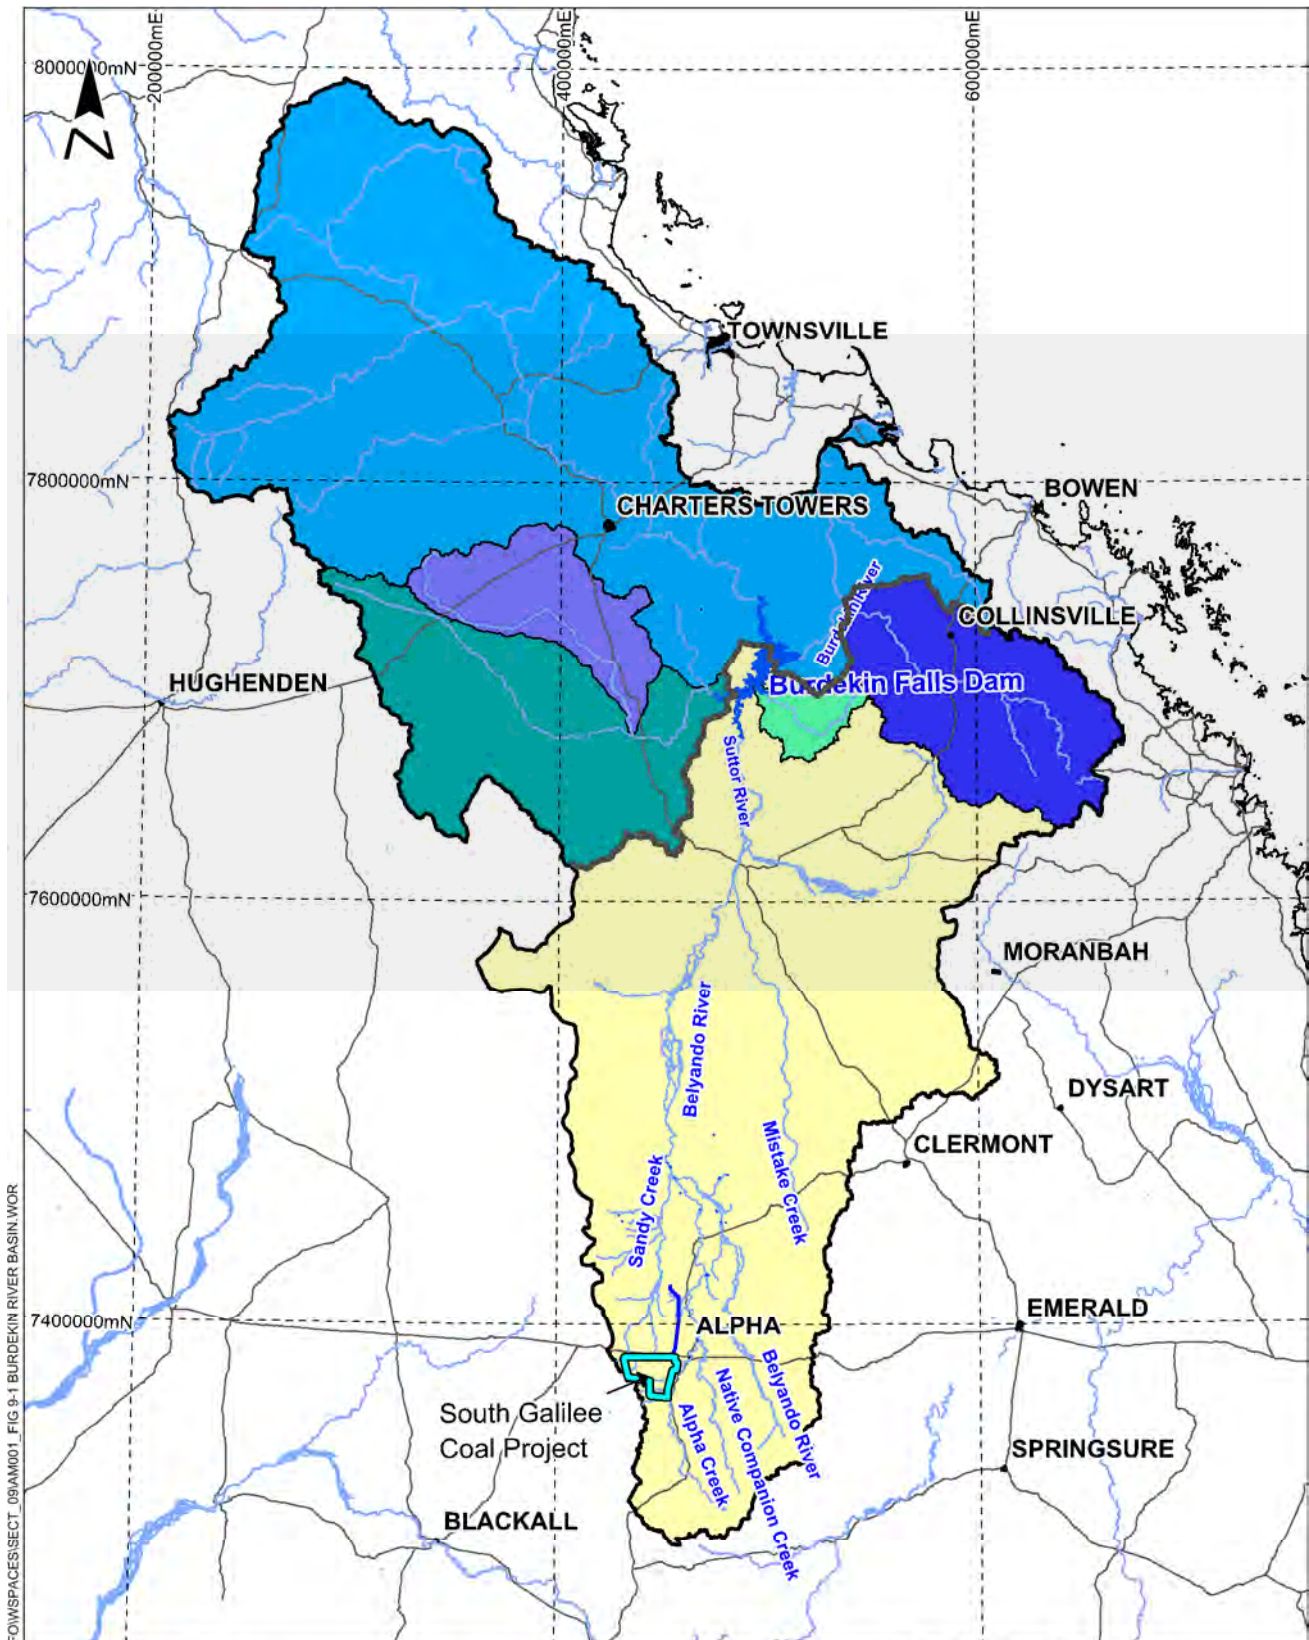 8000000mN
200000mE
400000mE
600000mE
TOWNSVILLE
7800000mN
BOWEN
CHARTERS TOWERS
Burdekin River
COLLINSVILLE
HUGHENDEN
Burdekin Falls Dam
Suttor River
7600000mN
MORANBAH
Belyando River
DYSART
Mistake Creek
CLERMONT
Sandy Creek
7400000mN
EMERALD
ALPHA
Belyando River
Native Companion Creek
Alpha Creek
South Galilee
Coal Project
SPRINGSURE
BLACKALL
FO\WSPACES\SECT_09\AM001_FIG 9-1 BURDEKIN RIVER BASIN.WOR
N